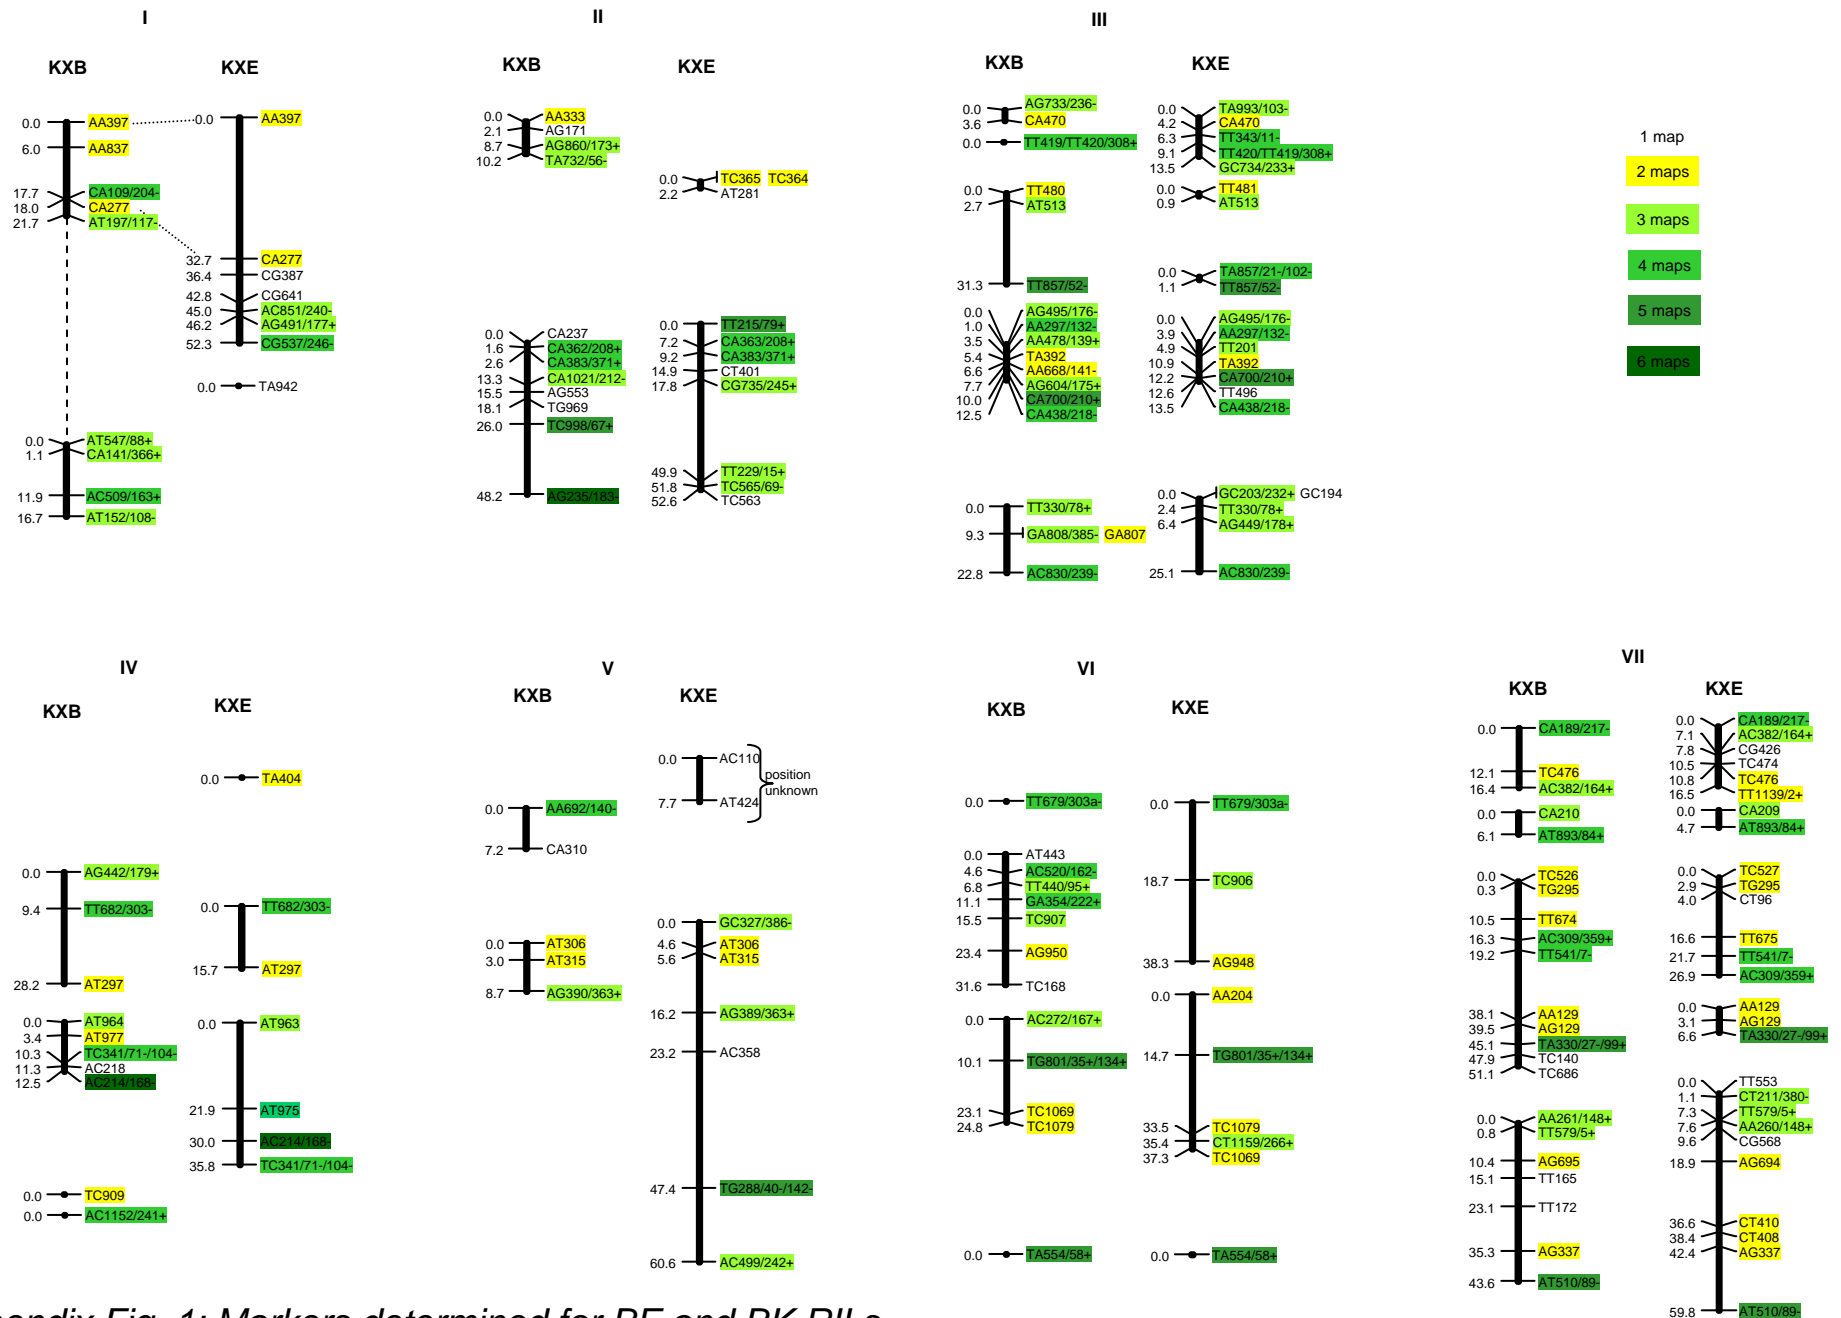 I
KXB
0.0 AA397
6.0 AA837
17.7 CA109/204-
18.0 CA277
21.7 AT197/117-
0.0 AT547/88+
1.1 CA141/366+
11.9 AC509/163+
16.7 AT152/108-
KXE
0.0 AA397
32.7 CA277
36.4 CG387
42.8 CG641
45.0 AC851/240-
46.2 AG491/177+
52.3 CG537/246-
0.0 TA942
II
KXB
0.0 AA333
2.1 AG171
8.7 AG860/173+
10.2 TA732/56-
0.0 CA237
1.6 CA362/208+
2.6 CA383/371+
13.3 CA1021/212-
15.5 AG553
18.1 TG969
26.0 TC998/67+
48.2 AG235/183-
KXE
0.0 TC365 TC364
2.2 AT281
0.0 TT215/79+
7.2 CA363/208+
9.2 CA383/371+
14.9 CT401
17.8 CG735/245+
49.9 TT229/15+
51.8 TC565/69-
52.6 TC563
III
KXB
0.0 AG733/236-
3.6 CA470
0.0 TT419/TT420/308+
0.0 TT480
2.7 AT513
31.3 TT857/52-
0.0 AG495/176-
1.0 AA297/132-
3.5 AA478/139+
5.4 TA392
6.6 AA668/141-
7.7 AG604/175+
10.0 CA700/210+
12.5 CA438/218-
0.0 TT330/78+
9.3 GA808/385- GA807
22.8 AC830/239-
KXE
0.0 TA993/103-
4.2 CA470
6.3 TT343/11-
9.1 TT420/TT419/308+
13.5 GC734/233+
0.0 TT481
0.9 AT513
0.0 TA857/21-/102-
1.1 TT857/52-
0.0 AG495/176-
3.9 AA297/132-
4.9 TT201
10.9 TA392
12.2 CA700/210+
12.6 TT496
13.5 CA438/218-
0.0 GC203/232+ GC194
2.4 TT330/78+
6.4 AG449/178+
25.1 AC830/239-
1 map
2 maps
3 maps
4 maps
5 maps
6 maps
IV
KXB
0.0 AG442/179+
9.4 TT682/303-
28.2 AT297
0.0 AT964
3.4 AT977
10.3 TC341/71-/104-
11.3 AC218
12.5 AC214/168-
0.0 TC909
0.0 AC1152/241+
KXE
0.0 TA404
0.0 TT682/303-
15.7 AT297
0.0 AT963
21.9 AT975
30.0 AC214/168-
35.8 TC341/71-/104-
V
KXB
0.0 AA692/140-
7.2 CA310
0.0 AT306
3.0 AT315
8.7 AG390/363+
KXE
0.0 AC110
7.7 AT424
position
unknown
0.0 GC327/386-
4.6 AT306
5.6 AT315
16.2 AG389/363+
23.2 AC358
47.4 TG288/40-/142-
60.6 AC499/242+
VI
KXB
0.0 TT679/303a-
0.0 AT443
4.6 AC520/162-
6.8 TT440/95+
11.1 GA354/222+
15.5 TC907
23.4 AG950
31.6 TC168
0.0 AC272/167+
10.1 TG801/35+/134+
23.1 TC1069
24.8 TC1079
0.0 TA554/58+
KXE
0.0 TT679/303a-
18.7 TC906
38.3 AG948
0.0 AA204
14.7 TG801/35+/134+
33.5 TC1079
35.4 CT1159/266+
37.3 TC1069
0.0 TA554/58+
VII
KXB
0.0 CA189/217-
12.1 TC476
16.4 AC382/164+
0.0 CA210
6.1 AT893/84+
0.0 TC526
0.3 TG295
10.5 TT674
16.3 AC309/359+
19.2 TT541/7-
38.1 AA129
39.5 AG129
45.1 TA330/27-/99+
47.9 TC140
51.1 TC686
0.0 AA261/148+
0.8 TT579/5+
10.4 AG695
15.1 TT165
23.1 TT172
35.3 AG337
43.6 AT510/89-
KXE
0.0 CA189/217-
7.1 AC382/164+
7.8 CG426
10.5 TC474
10.8 TC476
16.5 TT1139/2+
0.0 CA209
4.7 AT893/84+
0.0 TC527
2.9 TG295
4.0 CT96
16.6 TT675
21.7 TT541/7-
26.9 AC309/359+
0.0 AA129
3.1 AG129
6.6 TA330/27-/99+
0.0 TT553
1.1 CT211/380-
7.3 TT579/5+
7.6 AA260/148+
9.6 CG568
18.9 AG694
36.6 CT410
38.4 CT408
42.4 AG337
59.8 AT510/89-
endix Fig. 1: Markers determined for BE and BK RILs